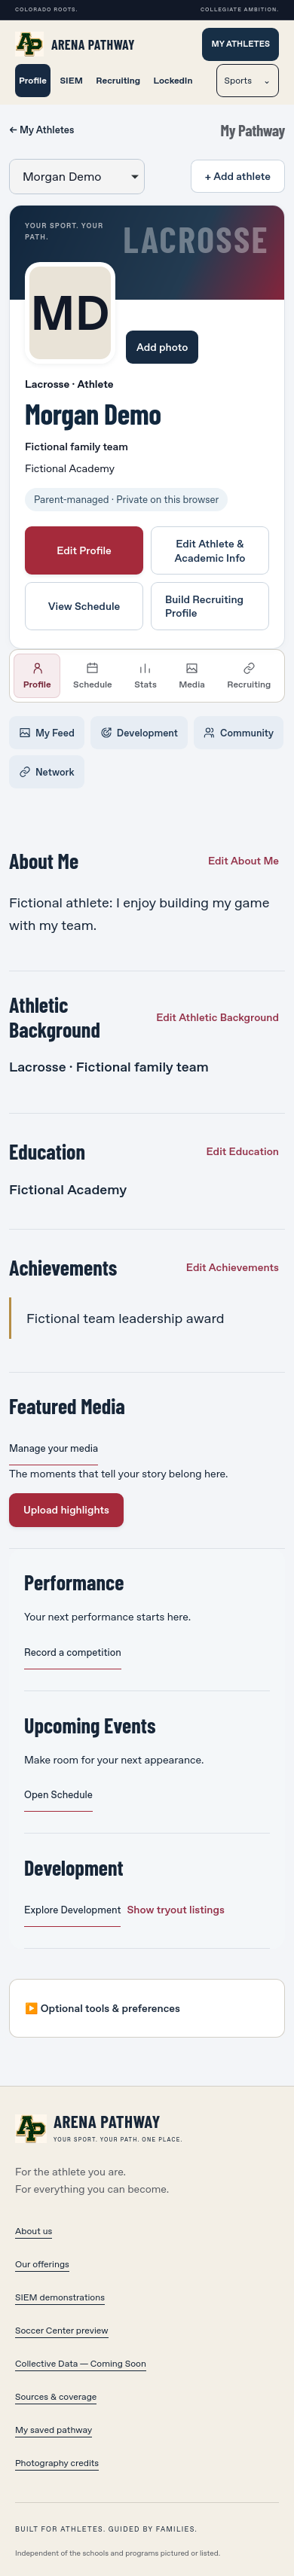 COLORADO ROOTS.
COLLEGIATE AMBITION.
AP
ARENA PATHWAY
MY ATHLETES
Profile
SIEM
Recruiting
LockedIn
Sports
← My Athletes
My Pathway
Morgan Demo
+ Add athlete
YOUR SPORT. YOUR
PATH.
LACROSSE
MD
Add photo
Lacrosse · Athlete
Morgan Demo
Fictional family team
Fictional Academy
Parent-managed · Private on this browser
Edit Profile
Edit Athlete &
Academic Info
View Schedule
Build Recruiting
Profile
Profile
Schedule
Stats
Media
Recruiting
My Feed
Development
Community
Network
About Me
Edit About Me
Fictional athlete: I enjoy building my game
with my team.
Athletic
Background
Edit Athletic Background
Lacrosse · Fictional family team
Education
Edit Education
Fictional Academy
Achievements
Edit Achievements
Fictional team leadership award
Featured Media
Manage your media
The moments that tell your story belong here.
Upload highlights
Performance
Your next performance starts here.
Record a competition
Upcoming Events
Make room for your next appearance.
Open Schedule
Development
Explore Development
Show tryout listings
Optional tools & preferences
AP
ARENA PATHWAY
YOUR SPORT. YOUR PATH. ONE PLACE.
For the athlete you are.
For everything you can become.
About us
Our offerings
SIEM demonstrations
Soccer Center preview
Collective Data — Coming Soon
Sources & coverage
My saved pathway
Photography credits
BUILT FOR ATHLETES. GUIDED BY FAMILIES.
Independent of the schools and programs pictured or listed.